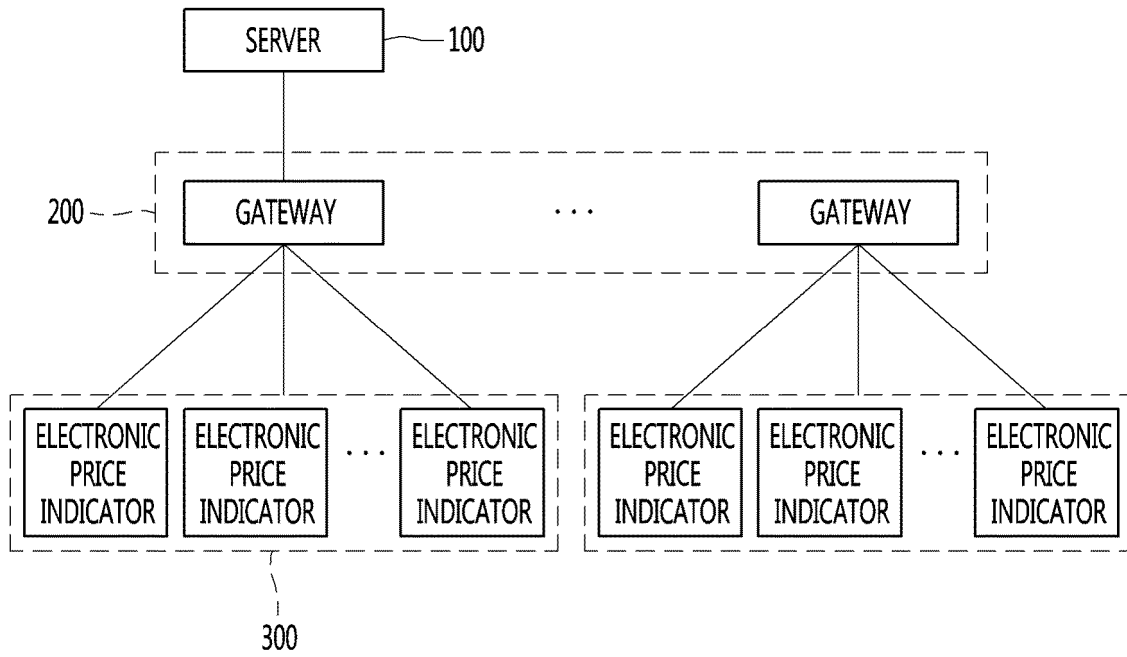 SERVER
100
200
GATEWAY
...
GATEWAY
ELECTRONIC
PRICE
INDICATOR
ELECTRONIC
PRICE
INDICATOR
...
ELECTRONIC
PRICE
INDICATOR
ELECTRONIC
PRICE
INDICATOR
ELECTRONIC
PRICE
INDICATOR
...
ELECTRONIC
PRICE
INDICATOR
300